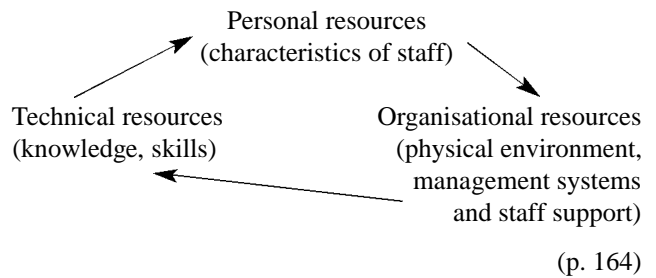 Personal resources
(characteristics of staff)
Technical resources
(knowledge, skills)
Organisational resources
(physical environment,
management systems
and staff support)
(p. 164)